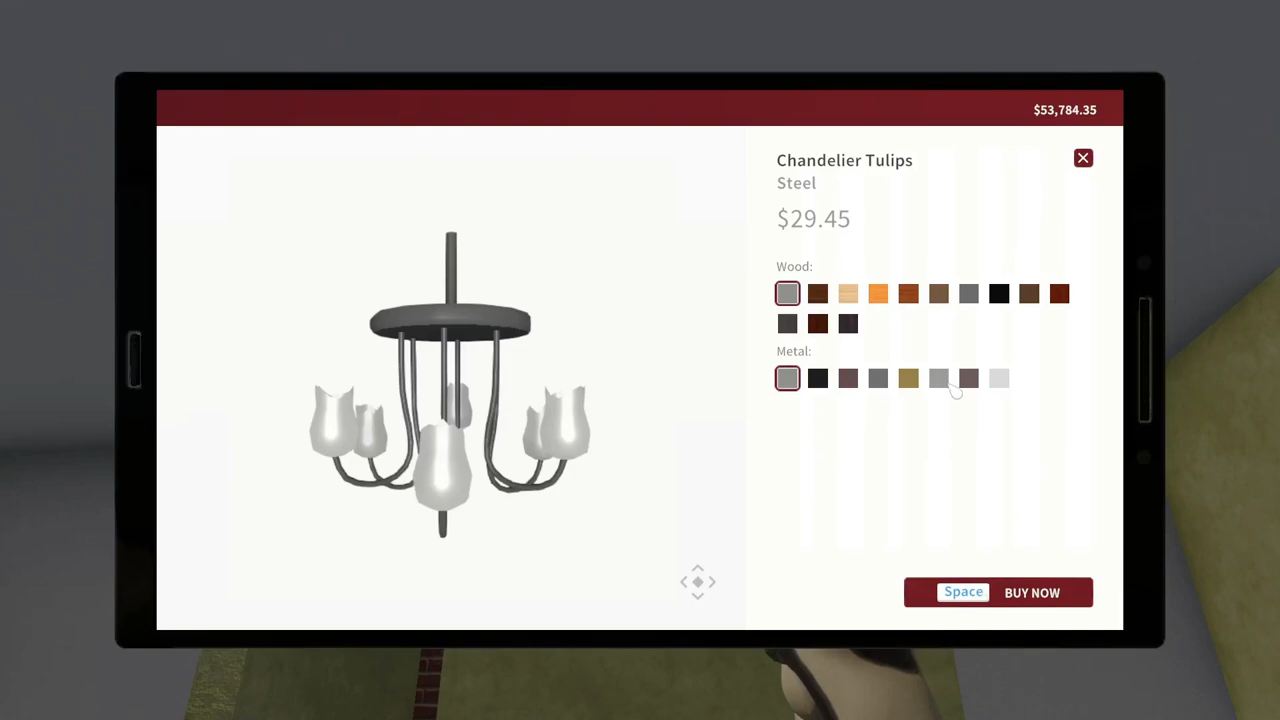 $53,784.35
Chandelier Tulips
Steel
$29.45
Wood:
Metal:
Space BUY NOW